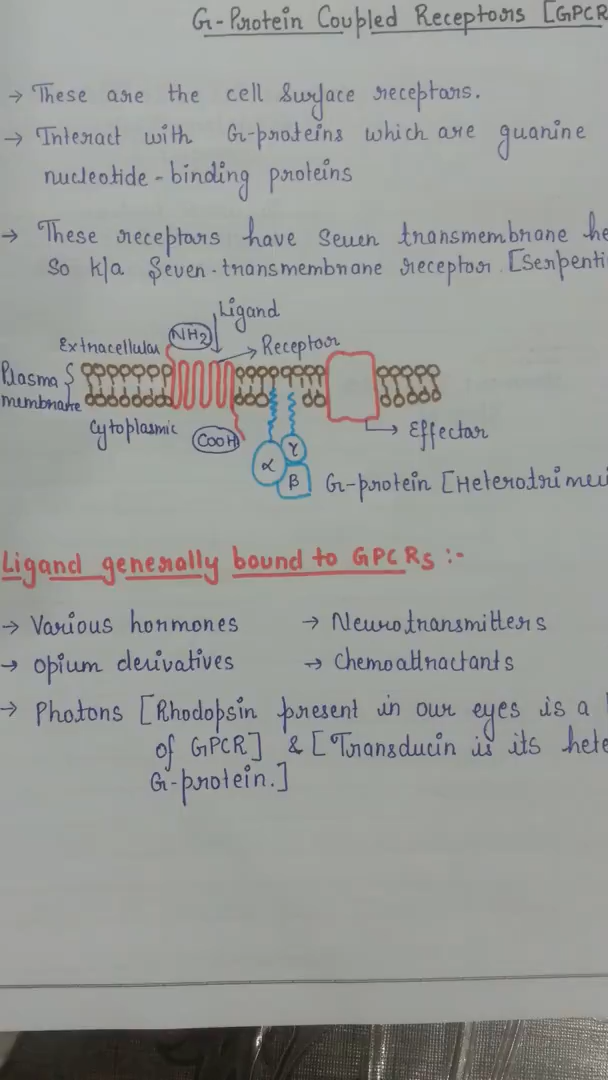 G-Protein Coupled Receptors [GPCR
→ These are the cell surface receptors.
→ Interact with G-proteins which are guanine
nucleotide-binding proteins
→ These receptors have seven transmembrane he
So k/a Seven-transmembrane receptor [Serpenti
Ligand
NH2
Extracellular
→ Receptor
Plasma
membrane
Cytoplasmic
COOH
→ Effector
α
γ
β
G-protein [Heterotrimeri
Ligand generally bound to GPCRs :-
→ Various hormones → Neurotransmitters
→ Opium derivatives → Chemoattractants
→ Photons [Rhodopsin present in our eyes is a
of GPCR] & [Transducin is its hete
G-protein.]